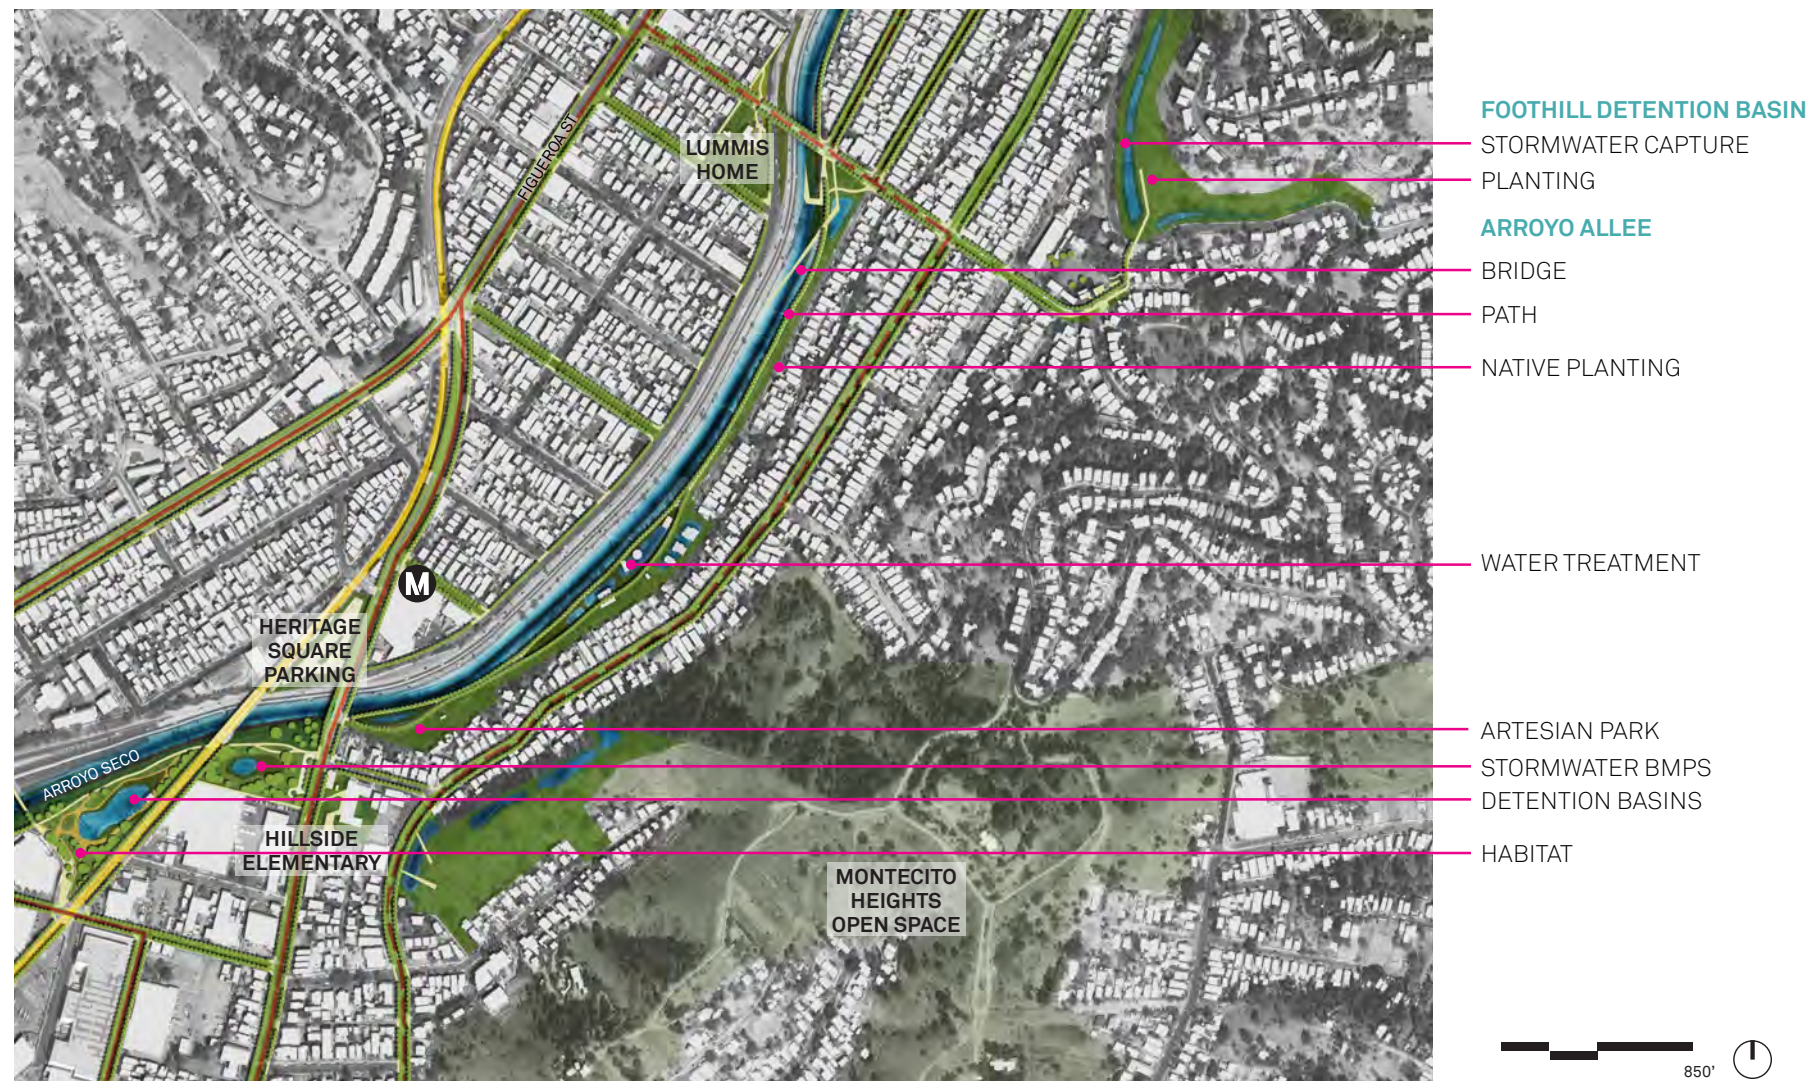 FIGUEROA ST
LUMMIS
HOME
M
HERITAGE
SQUARE
PARKING
ARROYO SECO
HILLSIDE
ELEMENTARY
MONTECITO
HEIGHTS
OPEN SPACE
FOOTHILL DETENTION BASIN
STORMWATER CAPTURE
PLANTING
ARROYO ALLEE
BRIDGE
PATH
NATIVE PLANTING
WATER TREATMENT
ARTESIAN PARK
STORMWATER BMPS
DETENTION BASINS
HABITAT
850'